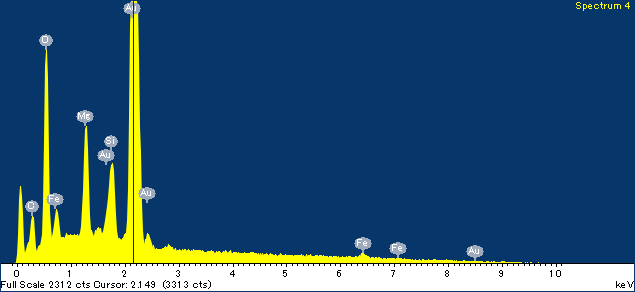 Spectrum 4
Au
O
Mg
Si
Au
Au
Fe
C
Fe
Fe
Au
0 1 2 3 4 5 6 7 8 9 10
Full Scale 2312 cts Cursor: 2.149 (3313 cts) keV